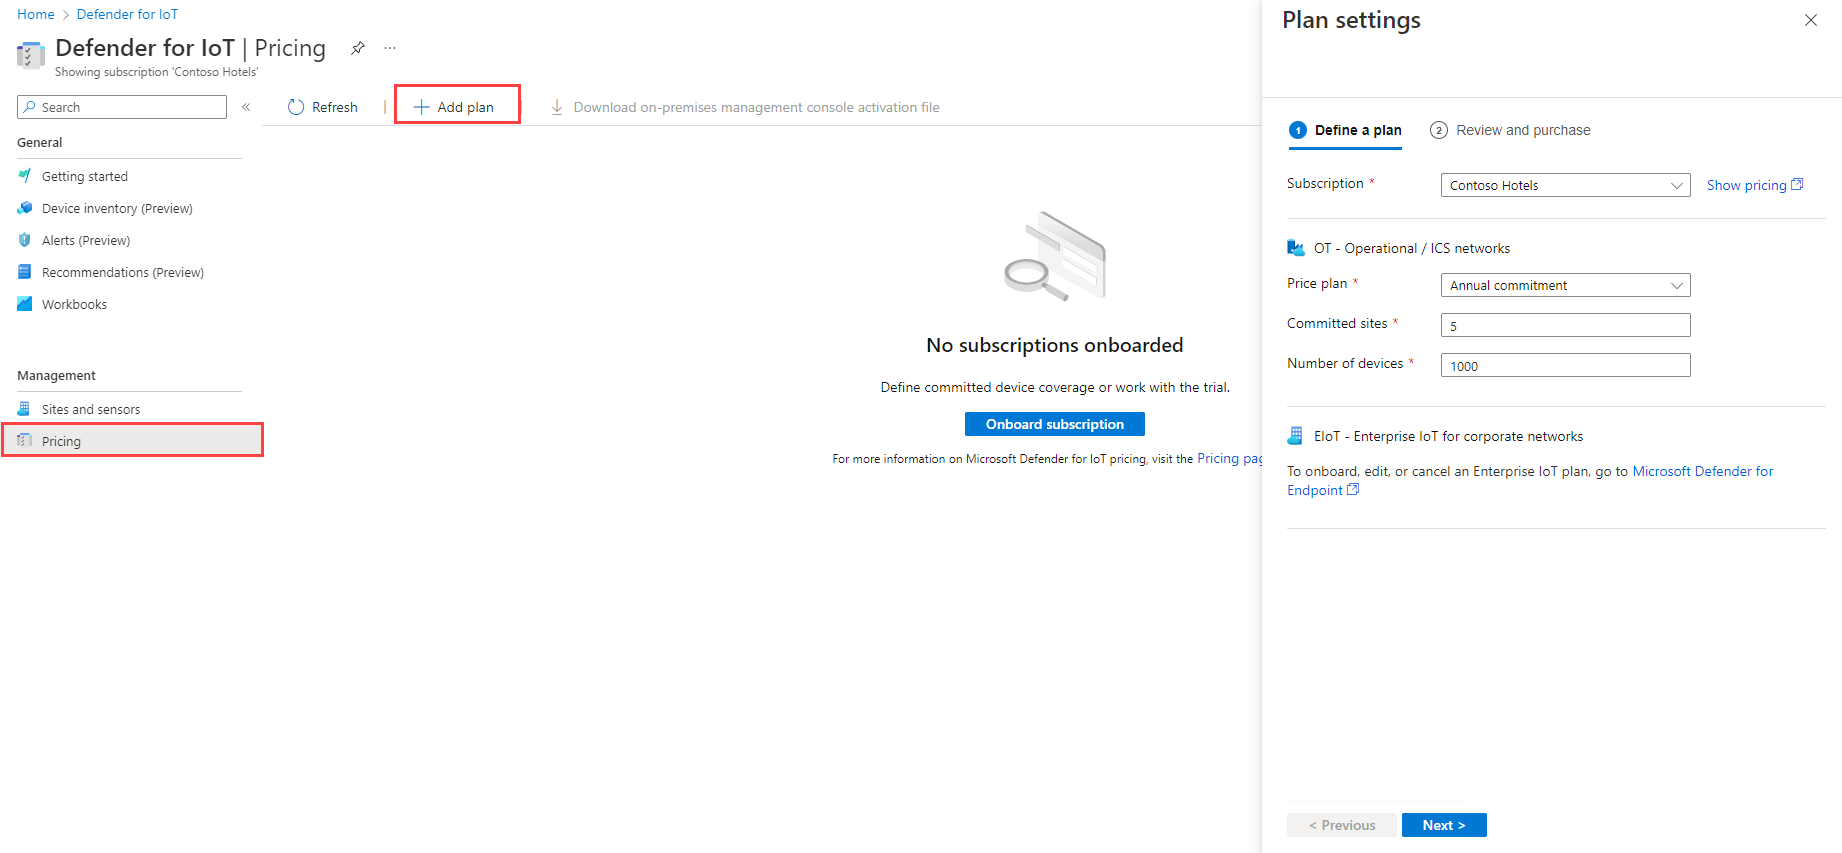 Home > Defender for IoT
Defender for IoT | Pricing ...
Showing subscription 'Contoso Hotels'
Search «
Refresh | + Add plan Download on-premises management console activation file
General
Getting started
Device inventory (Preview)
Alerts (Preview)
Recommendations (Preview)
Workbooks
Management
Sites and sensors
Pricing
No subscriptions onboarded
Define committed device coverage or work with the trial.
Onboard subscription
For more information on Microsoft Defender for IoT pricing, visit the Pricing pag
Plan settings
1 Define a plan 2 Review and purchase
Subscription * Contoso Hotels Show pricing
OT - Operational / ICS networks
Price plan * Annual commitment
Committed sites * 5
Number of devices * 1000
EIoT - Enterprise IoT for corporate networks
To onboard, edit, or cancel an Enterprise IoT plan, go to Microsoft Defender for
Endpoint
< Previous Next >